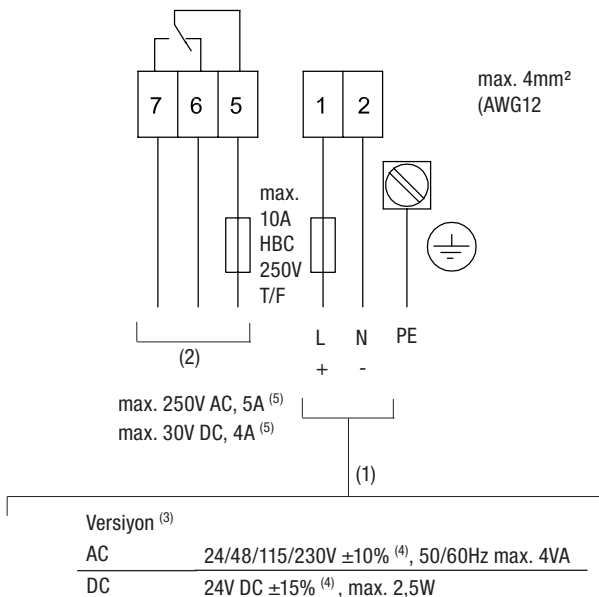 7 6 5 1 2
max. 4mm²
(AWG12
max.
10A
HBC
250V
T/F
L N PE
+ -
(2)
max. 250V AC, 5A (5)
max. 30V DC, 4A (5)
(1)
Versiyon (3)
AC 24/48/115/230V ±10% (4), 50/60Hz max. 4VA
DC 24V DC ±15% (4) , max. 2,5W